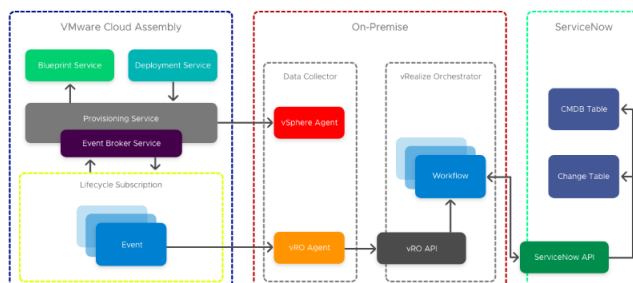 VMware Cloud Assembly
On-Premise
ServiceNow
Blueprint Service
Deployment Service
Data Collector
vRealize Orchestrator
Provisioning Service
vSphere Agent
CMDB Table
Event Broker Service
Lifecycle Subscription
Workflow
Change Table
Event
vRO Agent
vRO API
ServiceNow API